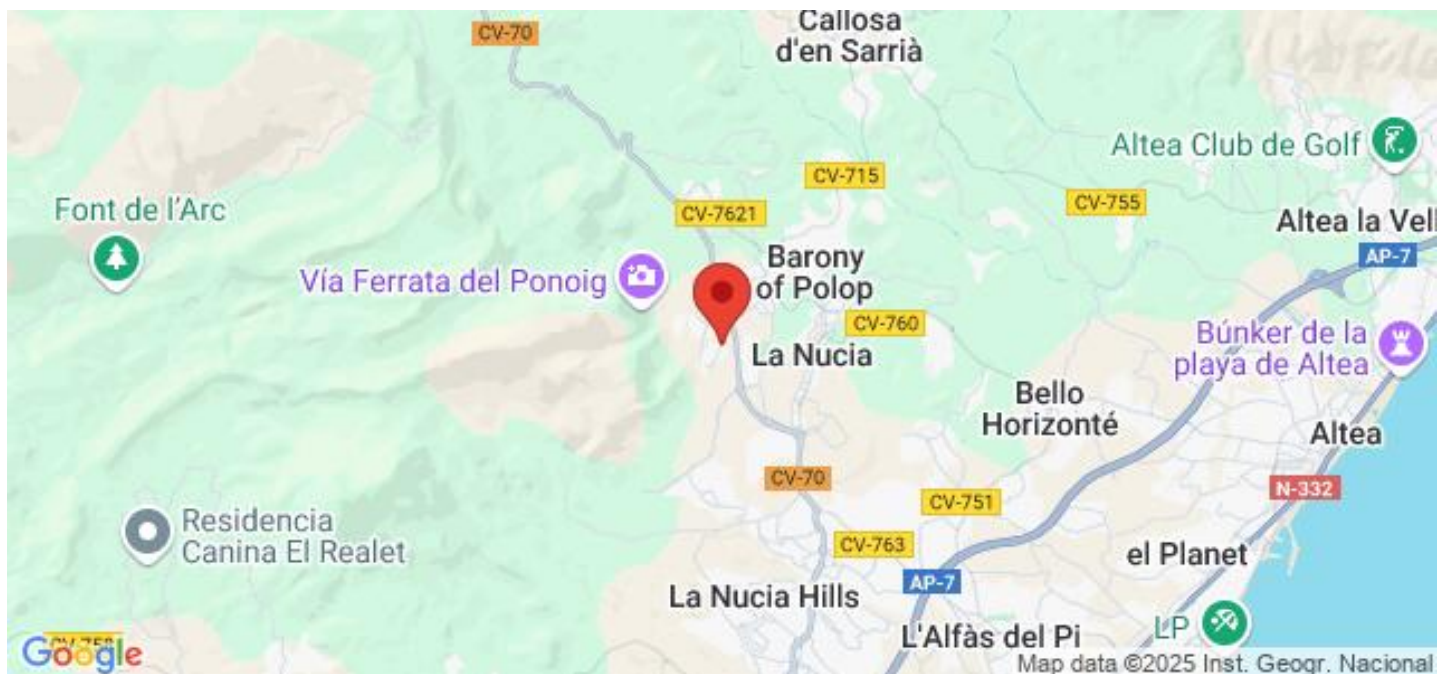 Callosa
d'en Sarrià
CV-70
Altea Club de Golf
CV-715
CV-755
Font de l'Arc
CV-7621
Altea la Vell
Barony
of Polop
AP-7
Vía Ferrata del Ponoig
CV-760
Búnker de la
playa de Altea
La Nucia
Bello
Horizonté
Altea
CV-70
N-332
CV-751
Residencia
Canina El Realet
CV-763
el Planet
AP-7
La Nucia Hills
L'Alfàs del Pi
LP
Google
Map data ©2025 Inst. Geogr. Nacional